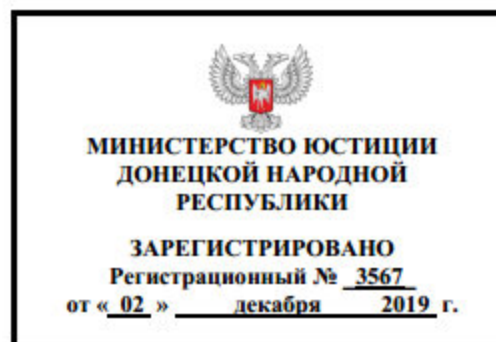 МИНИСТЕРСТВО ЮСТИЦИИ
ДОНЕЦКОЙ НАРОДНОЙ
РЕСПУБЛИКИ
ЗАРЕГИСТРИРОВАНО
Регистрационный № 3567
от « 02 » декабря 2019 г.